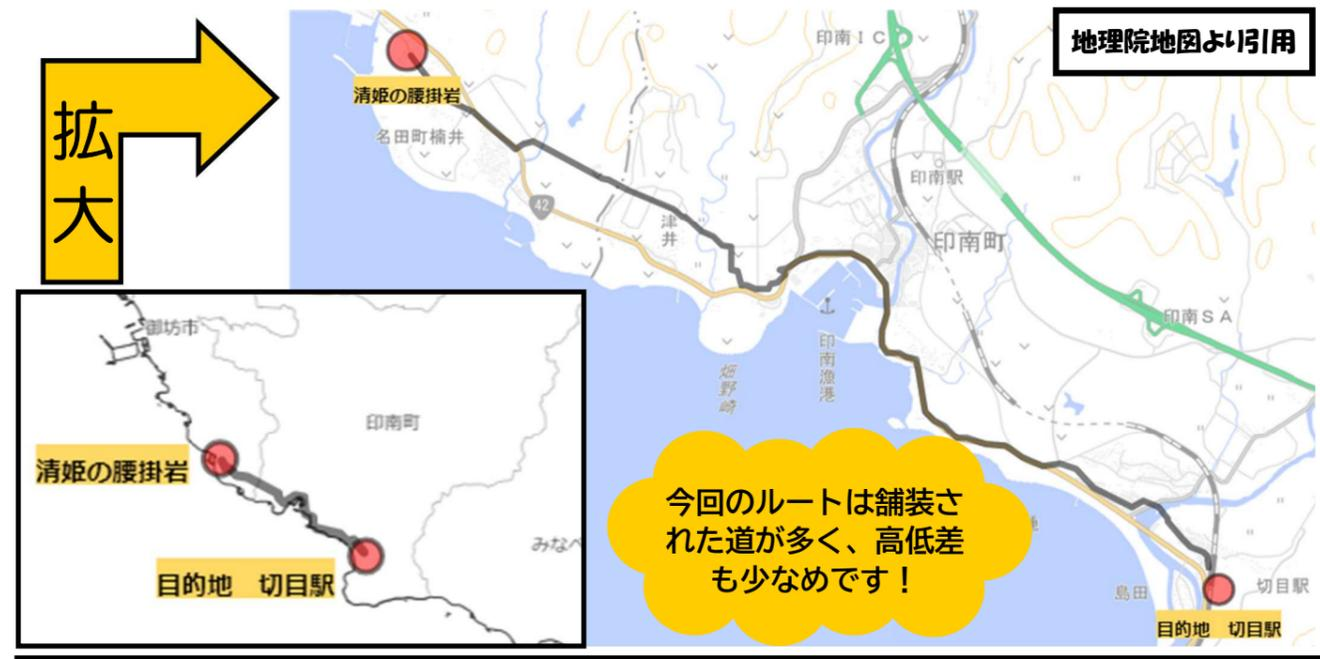 地理院地図より引用
拡
大
印南ＩＣ
清姫の腰掛岩
名田町楠井
印南駅
42
津
井
印南町
印南ＳＡ
印
南
漁
港
畑
野
崎
御坊市
印南町
清姫の腰掛岩
目的地 切目駅
みなべ
今回のルートは舗装さ
れた道が多く、高低差
も少なめです！
島田
切目駅
目的地 切目駅